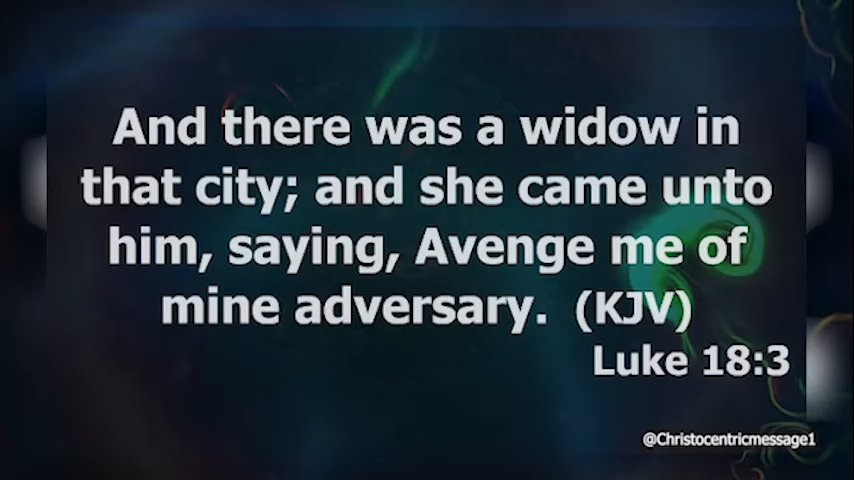 And there was a widow in
that city; and she came unto
him, saying, Avenge me of
mine adversary. (KJV)
Luke 18:3
@Christocentricmessage1